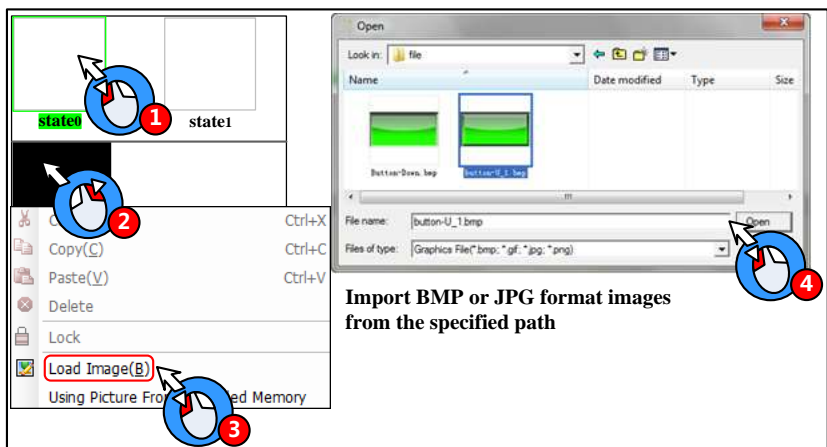 state0
state1
1
2
Ctrl+X
Copy(C)
Ctrl+C
Paste(V)
Ctrl+V
Delete
Lock
Load Image(B)
Using Picture Memory
3
Open
Look in:
file
Name
Date modified
Type
Size
Button-Down.bmp
button-U_1.bmp
File name:
button-U_1.bmp
Open
Files of type:
Graphics File(*bmp; *.gif; *.jpg; *.png)
4
Import BMP or JPG format images
from the specified path